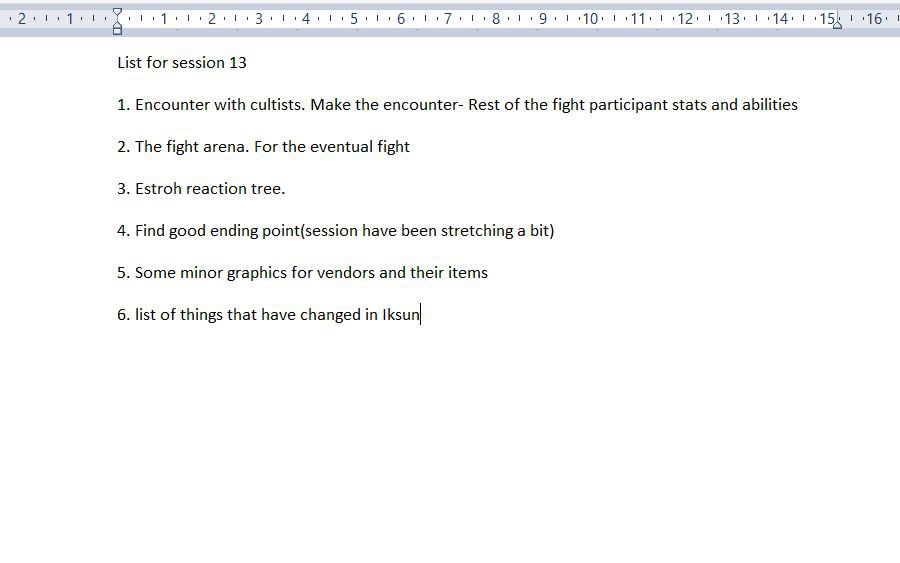 2 1 1 2 3 4 5 6 7 8 9 10 11 12 13 14 15 16
List for session 13
1. Encounter with cultists. Make the encounter- Rest of the fight participant stats and abilities
2. The fight arena. For the eventual fight
3. Estroh reaction tree.
4. Find good ending point(session have been stretching a bit)
5. Some minor graphics for vendors and their items
6. list of things that have changed in Iksun